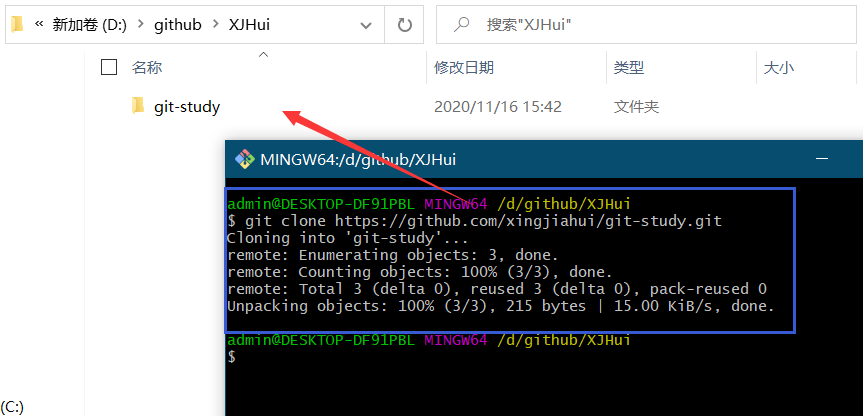 « 新加卷 (D:) > github > XJHui
搜索"XJHui"
名称 修改日期 类型 大小
git-study 2020/11/16 15:42 文件夹
MINGW64:/d/github/XJHui
admin@DESKTOP-DF91PBL MINGW64 /d/github/XJHui
$ git clone https://github.com/xingjiahui/git-study.git
Cloning into 'git-study'...
remote: Enumerating objects: 3, done.
remote: Counting objects: 100% (3/3), done.
remote: Total 3 (delta 0), reused 3 (delta 0), pack-reused 0
Unpacking objects: 100% (3/3), 215 bytes | 15.00 KiB/s, done.
admin@DESKTOP-DF91PBL MINGW64 /d/github/XJHui
$
(C:)